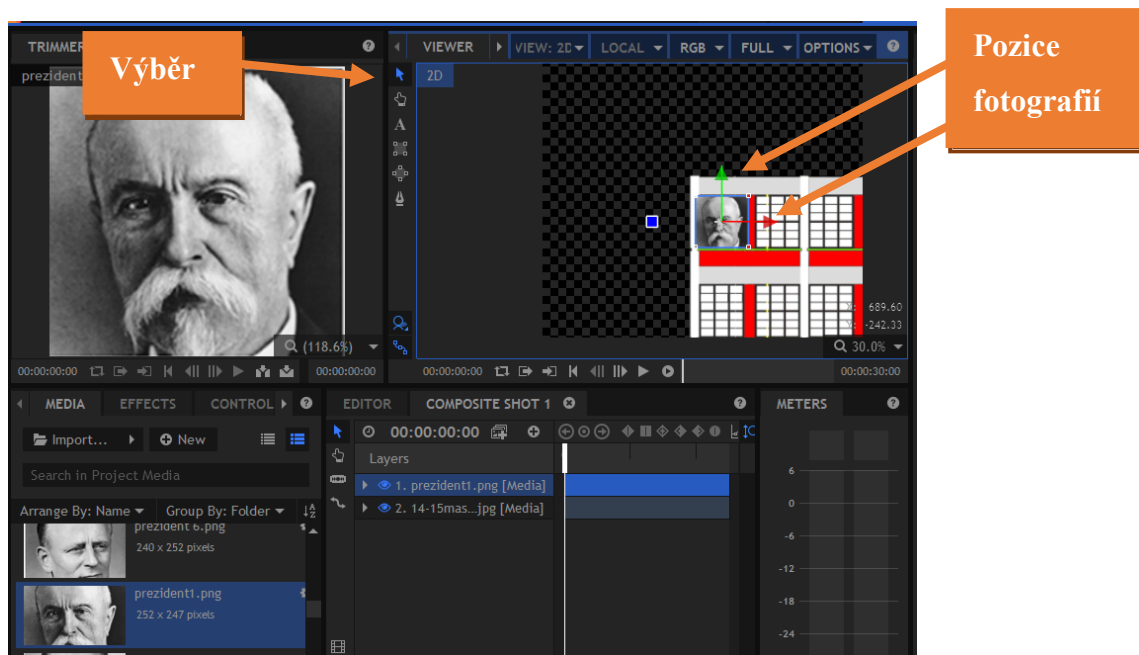 Výběr
Pozice
fotografií
TRIMMER
prezident
(118.6%)
00:00:00:00
00:00:00:00
VIEWER
VIEW: 2D
LOCAL
RGB
FULL
OPTIONS
2D
A
689.60
-242.33
30.0%
00:00:00:00
00:00:30:00
MEDIA
EFFECTS
CONTROL
Import...
New
Search in Project Media
Arrange By: Name
Group By: Folder
prezident 6.png
240 x 252 pixels
prezident1.png
252 x 247 pixels
EDITOR
COMPOSITE SHOT 1
00:00:00:00
Layers
1. prezident1.png [Media]
2. 14-15mas...jpg [Media]
METERS
6
0
-6
-12
-18
-24